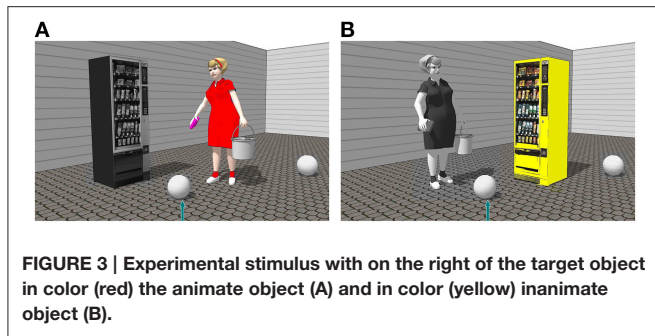 A
B
FIGURE 3 | Experimental stimulus with on the right of the target object
in color (red) the animate object (A) and in color (yellow) inanimate
object (B).